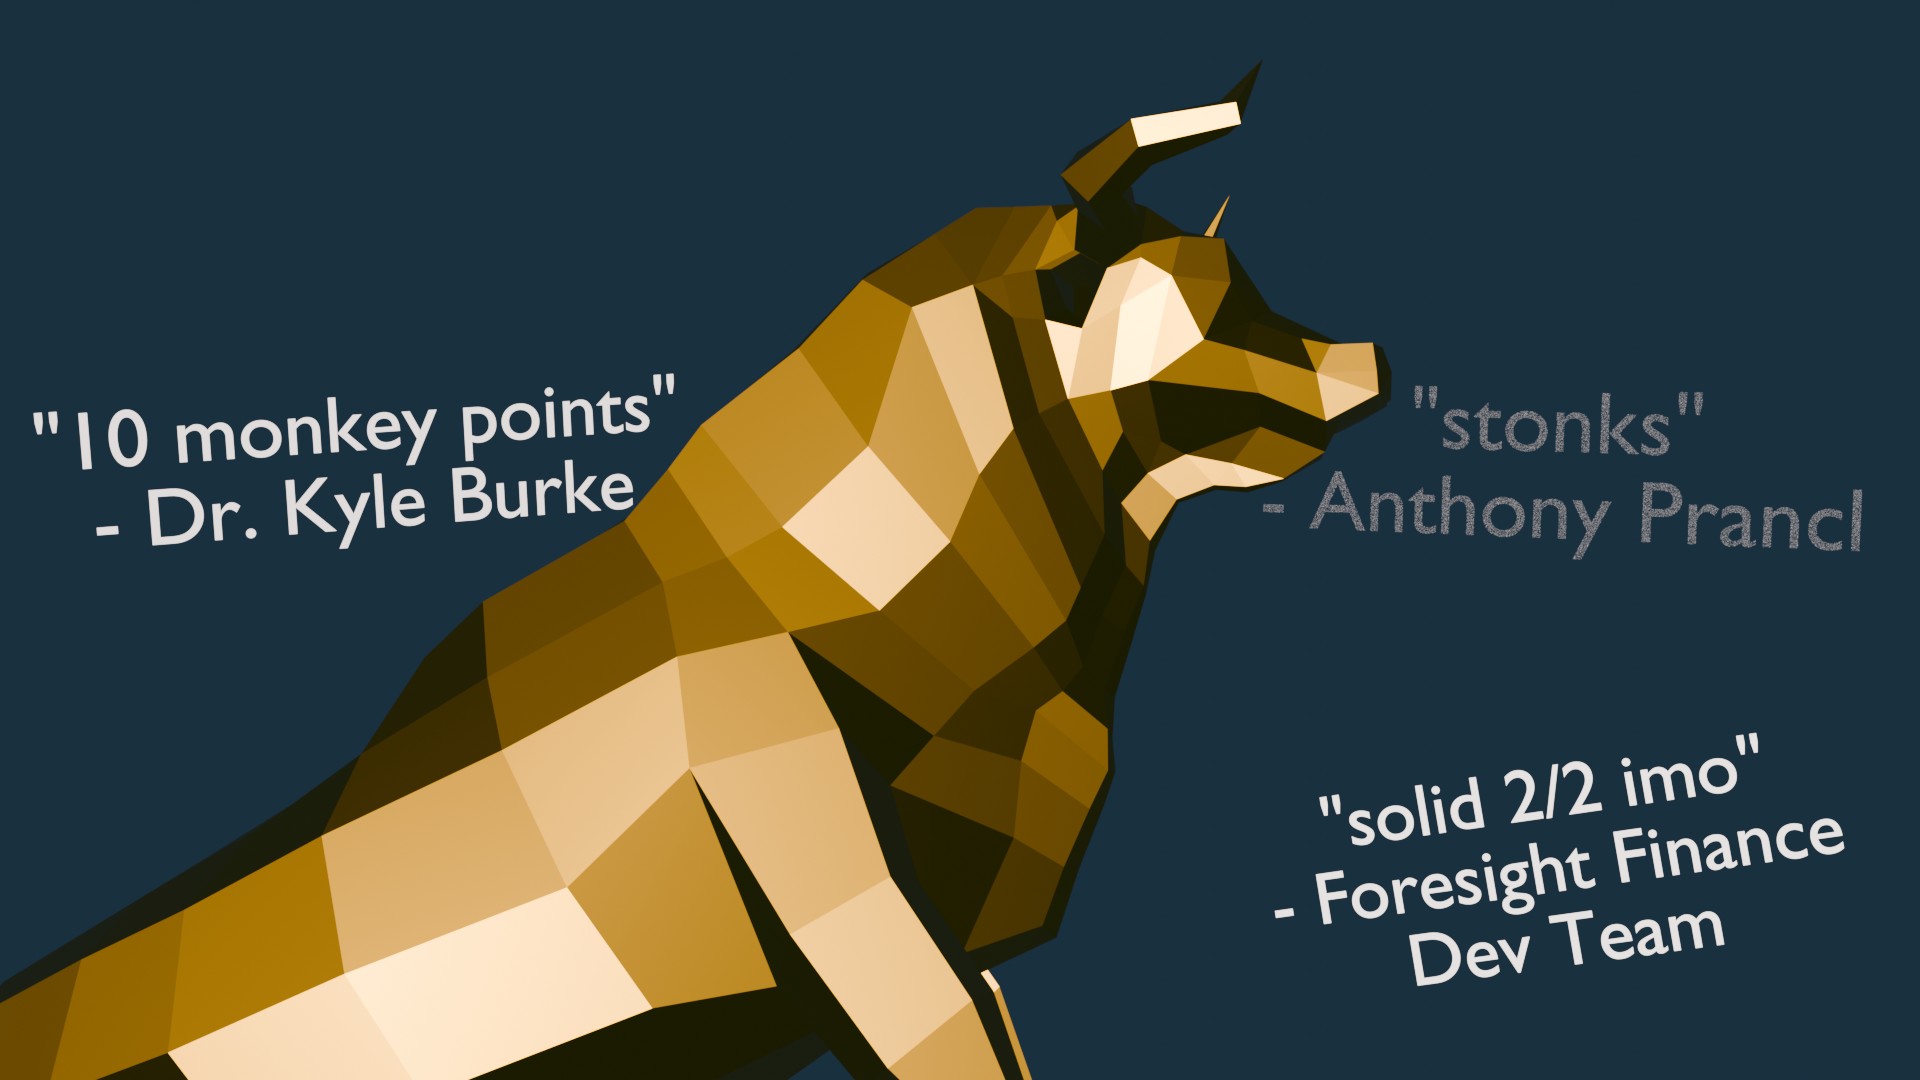 "10 monkey points"
- Dr. Kyle Burke
"stonks"
- Anthony Prancl
"solid 2/2 imo"
- Foresight Finance
Dev Team